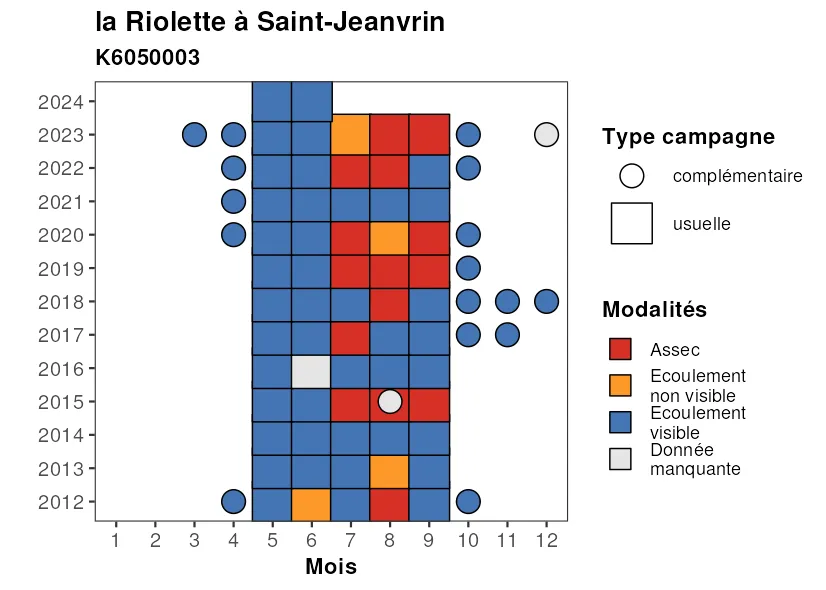 la Riolette à Saint-Jeanvrin
K6050003
2024
2023
2022
2021
2020
2019
2018
2017
2016
2015
2014
2013
2012
1 2 3 4 5 6 7 8 9 10 11 12
Mois
Type campagne
complémentaire
usuelle
Modalités
Assec
Ecoulement
non visible
Ecoulement
visible
Donnée
manquante